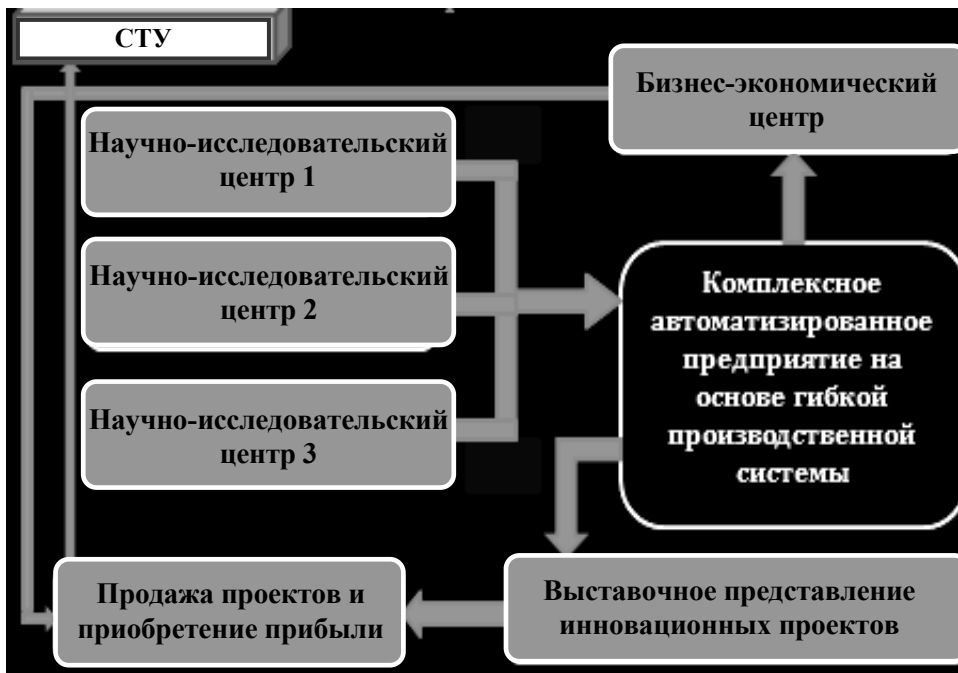 СТУ
Бизнес-экономический
центр
Научно-исследовательский
центр 1
Научно-исследовательский
центр 2
Научно-исследовательский
центр 3
Комплексное
автоматизированное
предприятие на
основе гибкой
производственной
системы
Продажа проектов и
приобретение прибыли
Выставочное представление
инновационных проектов